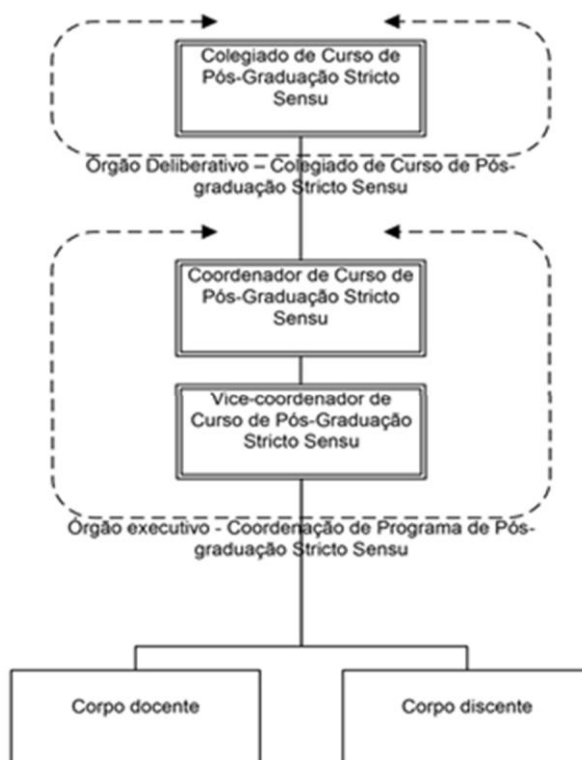 Colegiado de Curso de
Pós-Graduação Stricto
Sensu
Órgão Deliberativo – Colegiado de Curso de Pós-
graduação Stricto Sensu
Coordenador de Curso de
Pós-Graduação Stricto
Sensu
Vice-coordenador de
Curso de Pós-Graduação
Stricto Sensu
Órgão executivo - Coordenação de Programa de Pós-
graduação Stricto Sensu
Corpo docente
Corpo discente